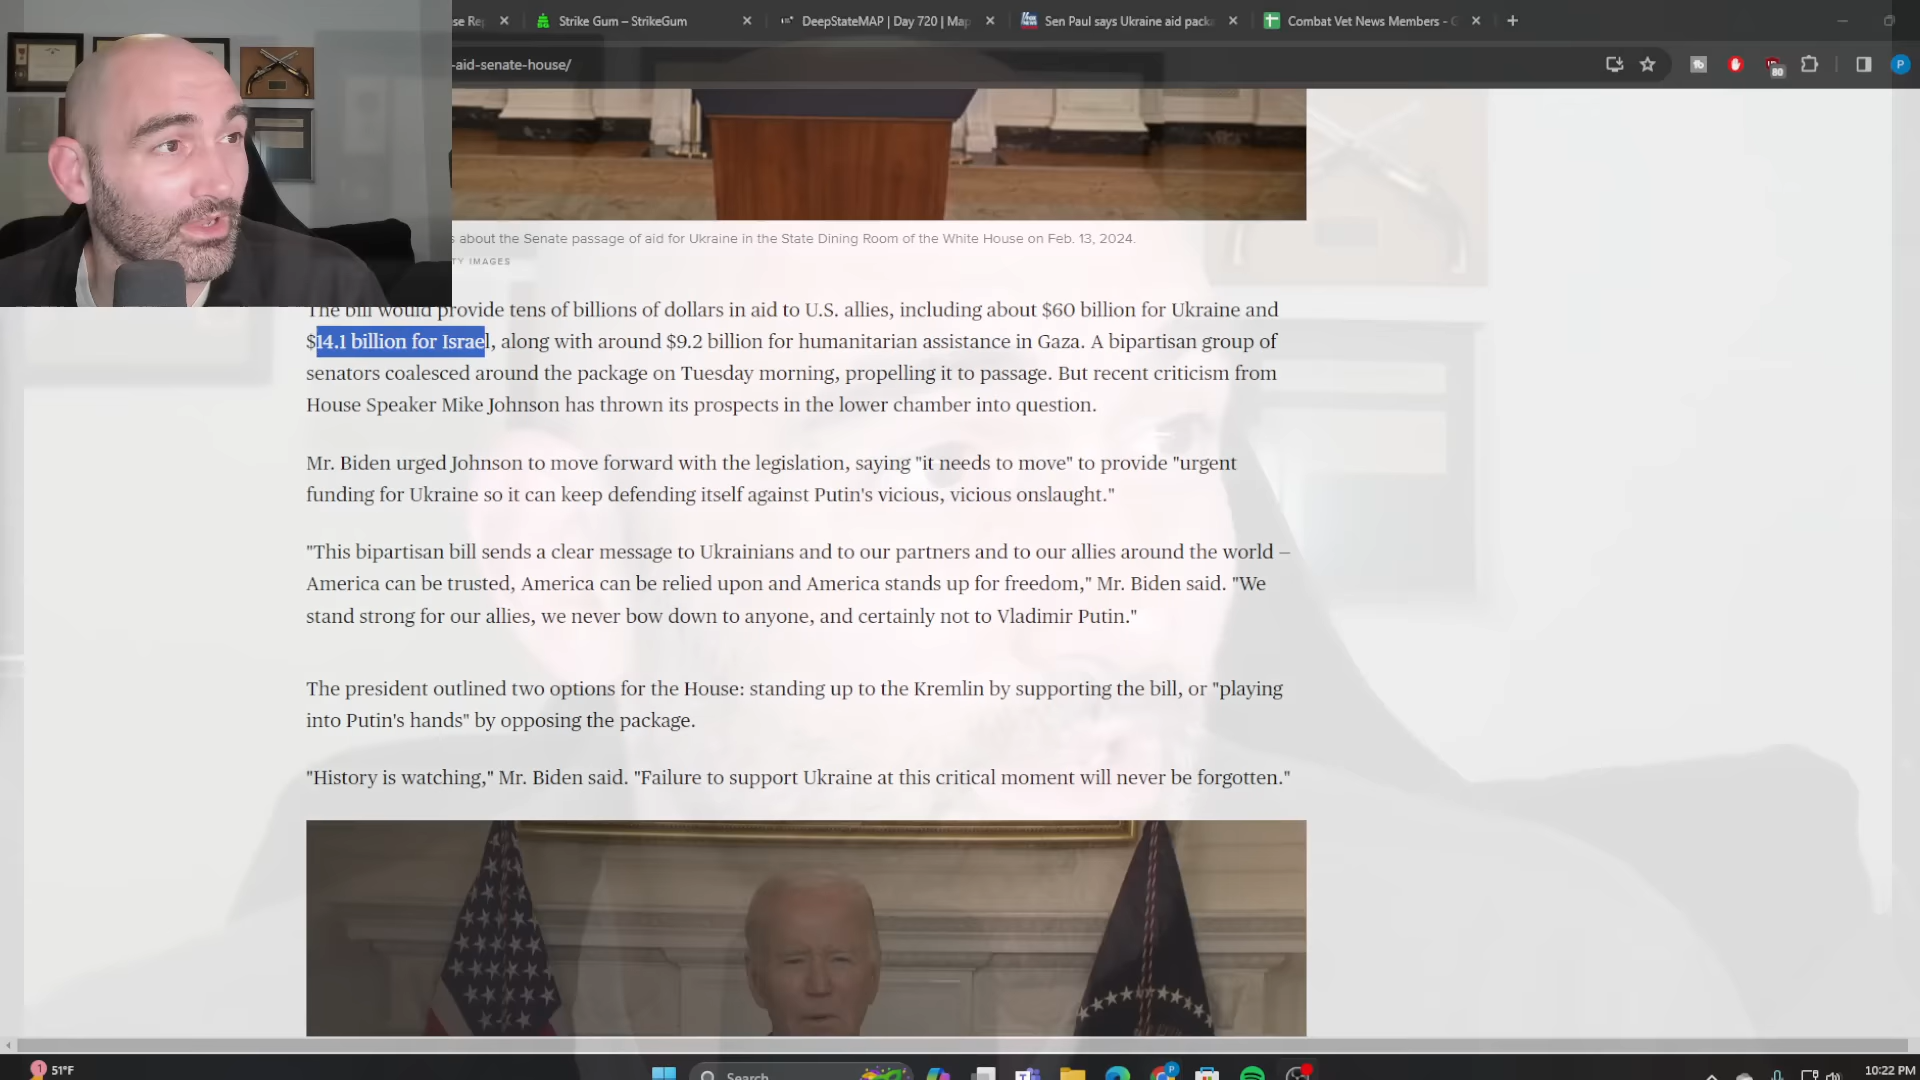 se Re
Strike Gum – StrikeGum
DeepStateMAP | Day 720 | Map
Sen Paul says Ukraine aid pack
Combat Vet News Members - G
-aid-senate-house/
80
P
s about the Senate passage of aid for Ukraine in the State Dining Room of the White House on Feb. 13, 2024.
TY IMAGES
The bill would provide tens of billions of dollars in aid to U.S. allies, including about $60 billion for Ukraine and
$14.1 billion for Israel, along with around $9.2 billion for humanitarian assistance in Gaza. A bipartisan group of
senators coalesced around the package on Tuesday morning, propelling it to passage. But recent criticism from
House Speaker Mike Johnson has thrown its prospects in the lower chamber into question.
Mr. Biden urged Johnson to move forward with the legislation, saying "it needs to move" to provide "urgent
funding for Ukraine so it can keep defending itself against Putin's vicious, vicious onslaught."
"This bipartisan bill sends a clear message to Ukrainians and to our partners and to our allies around the world –
America can be trusted, America can be relied upon and America stands up for freedom," Mr. Biden said. "We
stand strong for our allies, we never bow down to anyone, and certainly not to Vladimir Putin."
The president outlined two options for the House: standing up to the Kremlin by supporting the bill, or "playing
into Putin's hands" by opposing the package.
"History is watching," Mr. Biden said. "Failure to support Ukraine at this critical moment will never be forgotten."
1
51°F
Search
P
10:22 PM